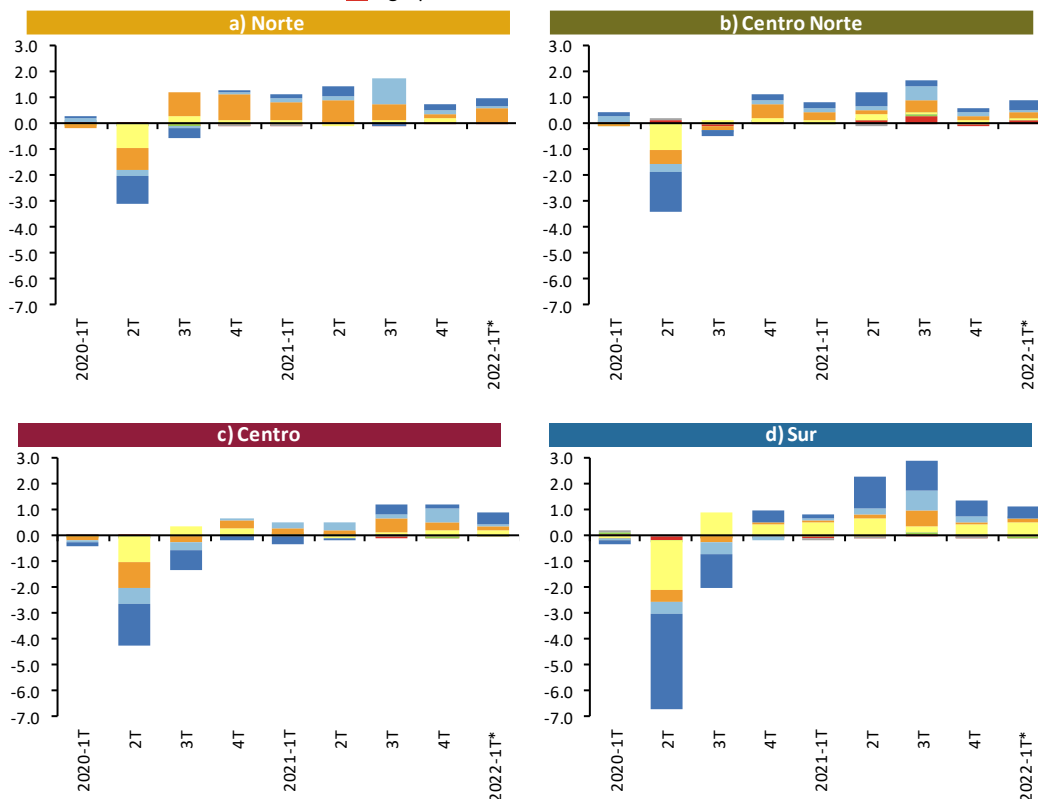 a) Norte
3.0
2.0
1.0
0.0
-1.0
-2.0
-3.0
-4.0
-5.0
-6.0
-7.0
2020-1T
2T
3T
4T
2021-1T
2T
3T
4T
2022-1T*
b) Centro Norte
3.0
2.0
1.0
0.0
-1.0
-2.0
-3.0
-4.0
-5.0
-6.0
-7.0
2020-1T
2T
3T
4T
2021-1T
2T
3T
4T
2022-1T*
c) Centro
3.0
2.0
1.0
0.0
-1.0
-2.0
-3.0
-4.0
-5.0
-6.0
-7.0
2020-1T
2T
3T
4T
2021-1T
2T
3T
4T
2022-1T*
d) Sur
3.0
2.0
1.0
0.0
-1.0
-2.0
-3.0
-4.0
-5.0
-6.0
-7.0
2020-1T
2T
3T
4T
2021-1T
2T
3T
4T
2022-1T*